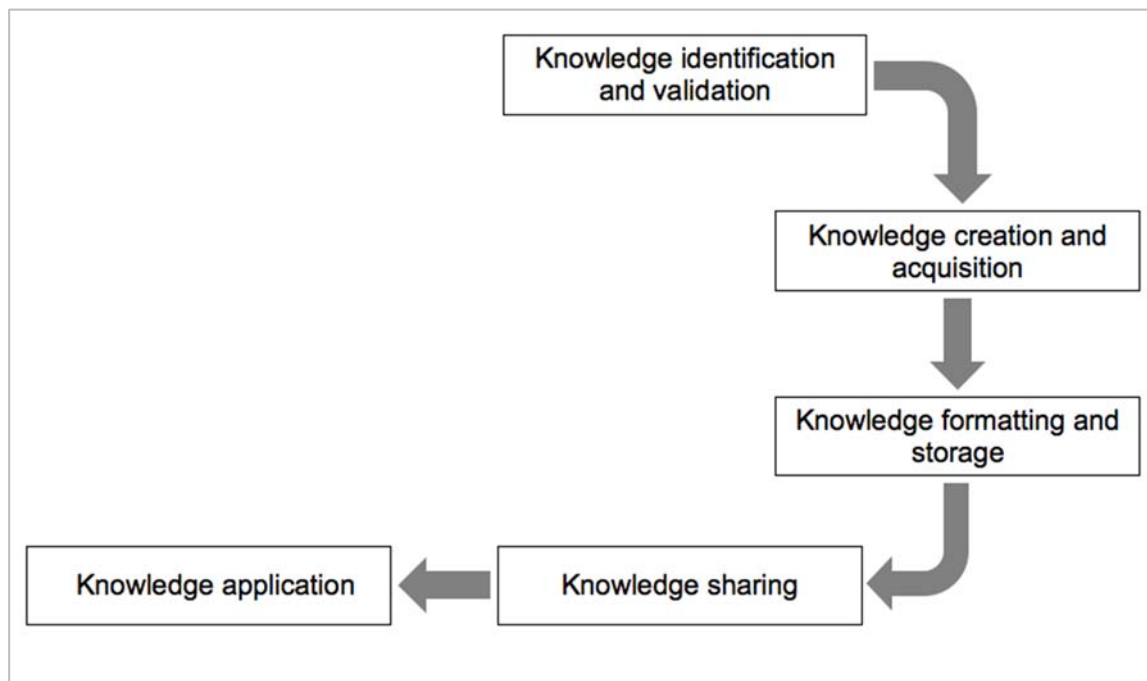 Knowledge identification
and validation
Knowledge creation and
acquisition
Knowledge formatting and
storage
Knowledge sharing
Knowledge application